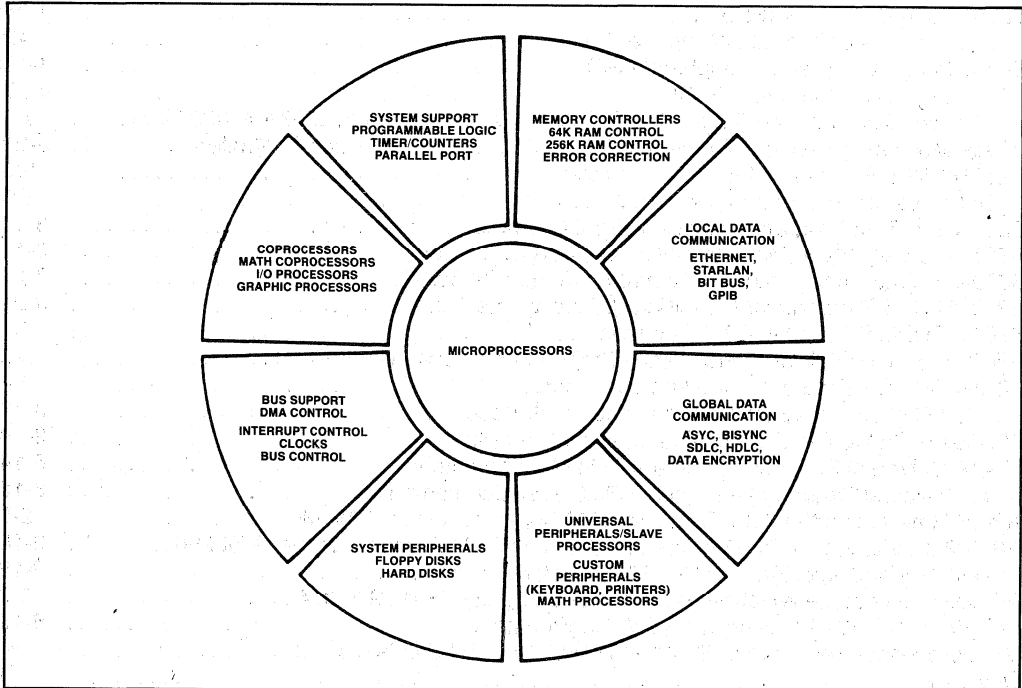 SYSTEM SUPPORT
PROGRAMMABLE LOGIC
TIMER/COUNTERS
PARALLEL PORT
MEMORY CONTROLLERS
64K RAM CONTROL
256K RAM CONTROL
ERROR CORRECTION
COPROCESSORS
MATH COPROCESSORS
I/O PROCESSORS
GRAPHIC PROCESSORS
LOCAL DATA
COMMUNICATION
ETHERNET,
STARLAN,
BIT BUS,
GPIB
MICROPROCESSORS
BUS SUPPORT
DMA CONTROL
INTERRUPT CONTROL
CLOCKS
BUS CONTROL
GLOBAL DATA
COMMUNICATION
ASYC, BISYNC
SDLC, HDLC,
DATA ENCRYPTION
SYSTEM PERIPHERALS
FLOPPY DISKS
HARD DISKS
UNIVERSAL
PERIPHERALS/SLAVE
PROCESSORS
CUSTOM
PERIPHERALS
(KEYBOARD, PRINTERS)
MATH PROCESSORS